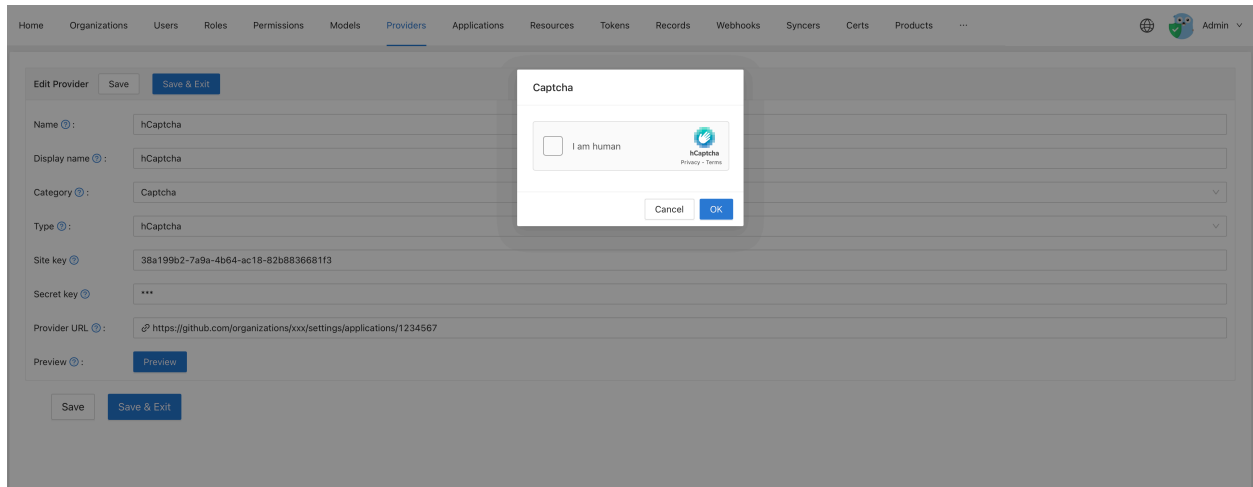 Home Organizations Users Roles Permissions Models Providers Applications Resources Tokens Records Webhooks Syncers Certs Products ··· Admin
Edit Provider Save Save & Exit
Captcha
Name : hCaptcha
I am human
hCaptcha
Privacy - Terms
Display name : hCaptcha
Category : Captcha
Cancel OK
Type : hCaptcha
Site key 38a199b2-7a9a-4b64-ac18-82b8836681f3
Secret key ***
Provider URL : https://github.com/organizations/xxx/settings/applications/1234567
Preview : Preview
Save Save & Exit